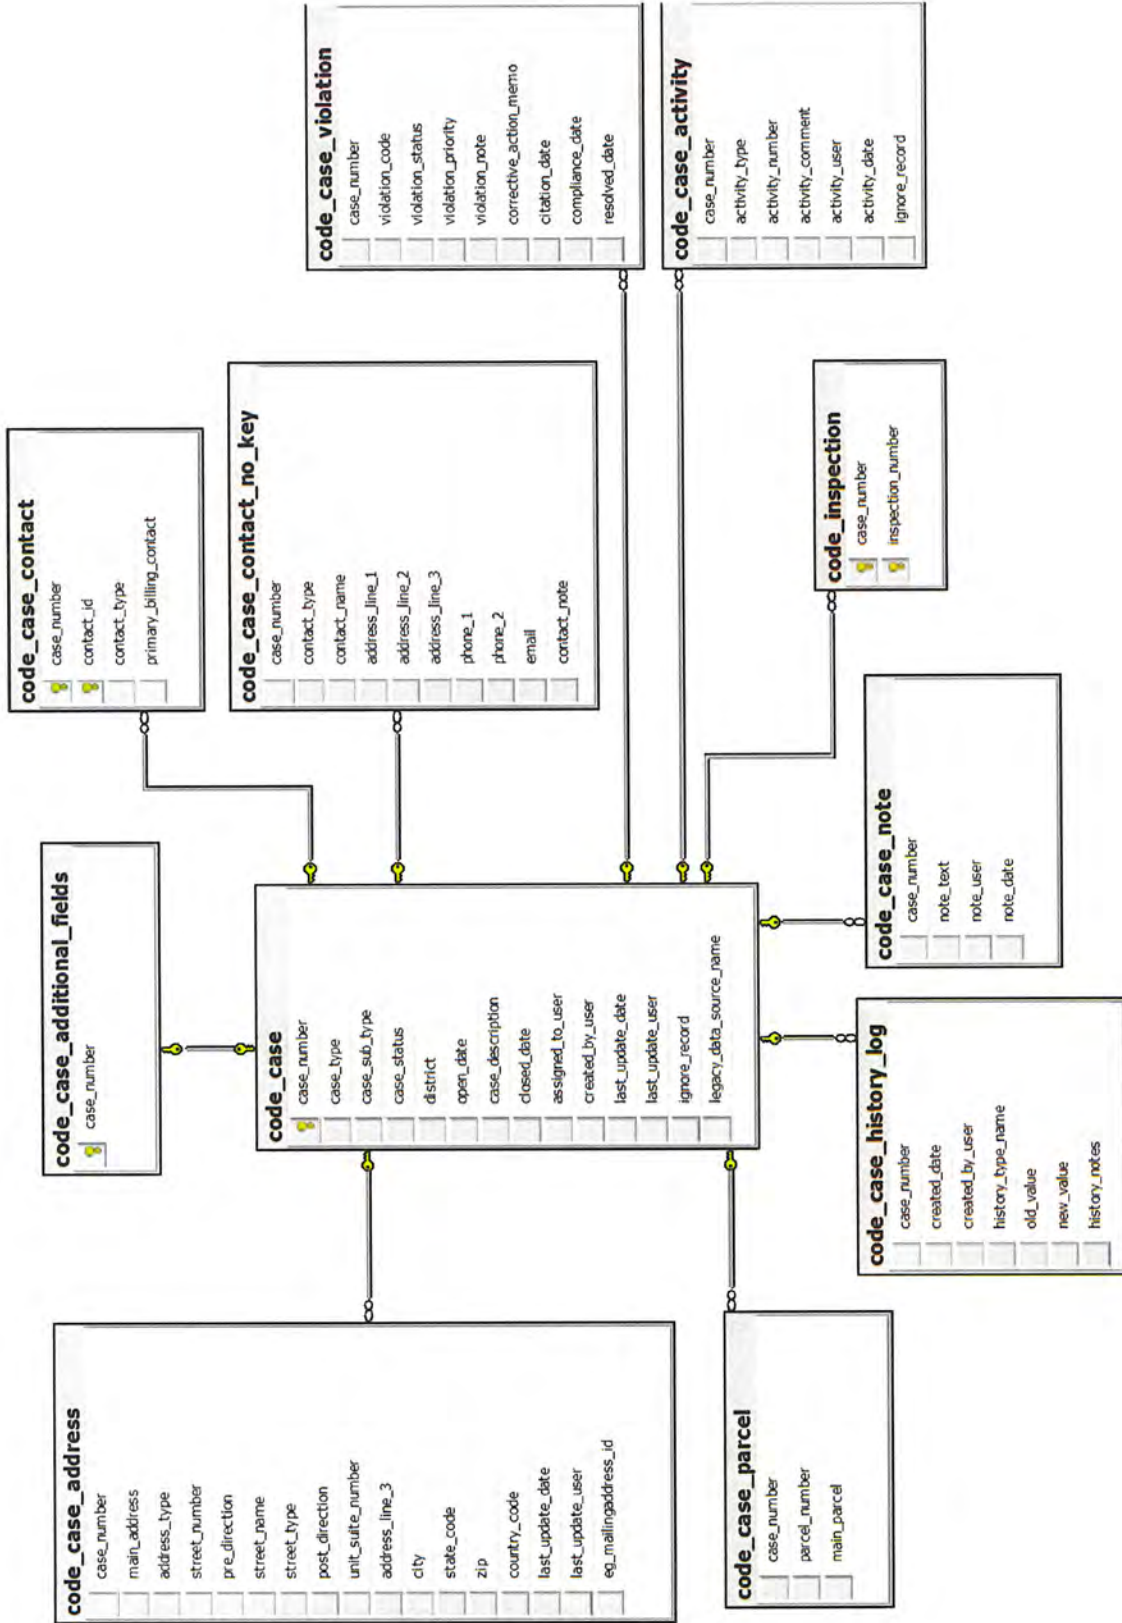 code_case_address
case_number
main_address
address_type
street_number
pre_direction
street_name
street_type
post_direction
unit_suite_number
address_line_3
city
state_code
zip
country_code
last_update_date
last_update_user
eg_mailingaddress_id
code_case_parcel
case_number
parcel_number
main_parcel
code_case_additional_fields
case_number
code_case
case_number
case_type
case_sub_type
case_status
district
open_date
case_description
closed_date
assigned_to_user
created_by_user
last_update_date
last_update_user
ignore_record
legacy_data_source_name
code_case_history_log
case_number
created_date
created_by_user
history_type_name
old_value
new_value
history_notes
code_case_note
case_number
note_text
note_user
note_date
code_case_contact
case_number
contact_id
contact_type
primary_billing_contact
code_case_contact_no_key
case_number
contact_type
contact_name
address_line_1
address_line_2
address_line_3
phone_1
phone_2
email
contact_note
code_inspection
case_number
inspection_number
code_case_violation
case_number
violation_code
violation_status
violation_priority
violation_note
corrective_action_memo
citation_date
compliance_date
resolved_date
code_case_activity
case_number
activity_type
activity_number
activity_comment
activity_user
activity_date
ignore_record